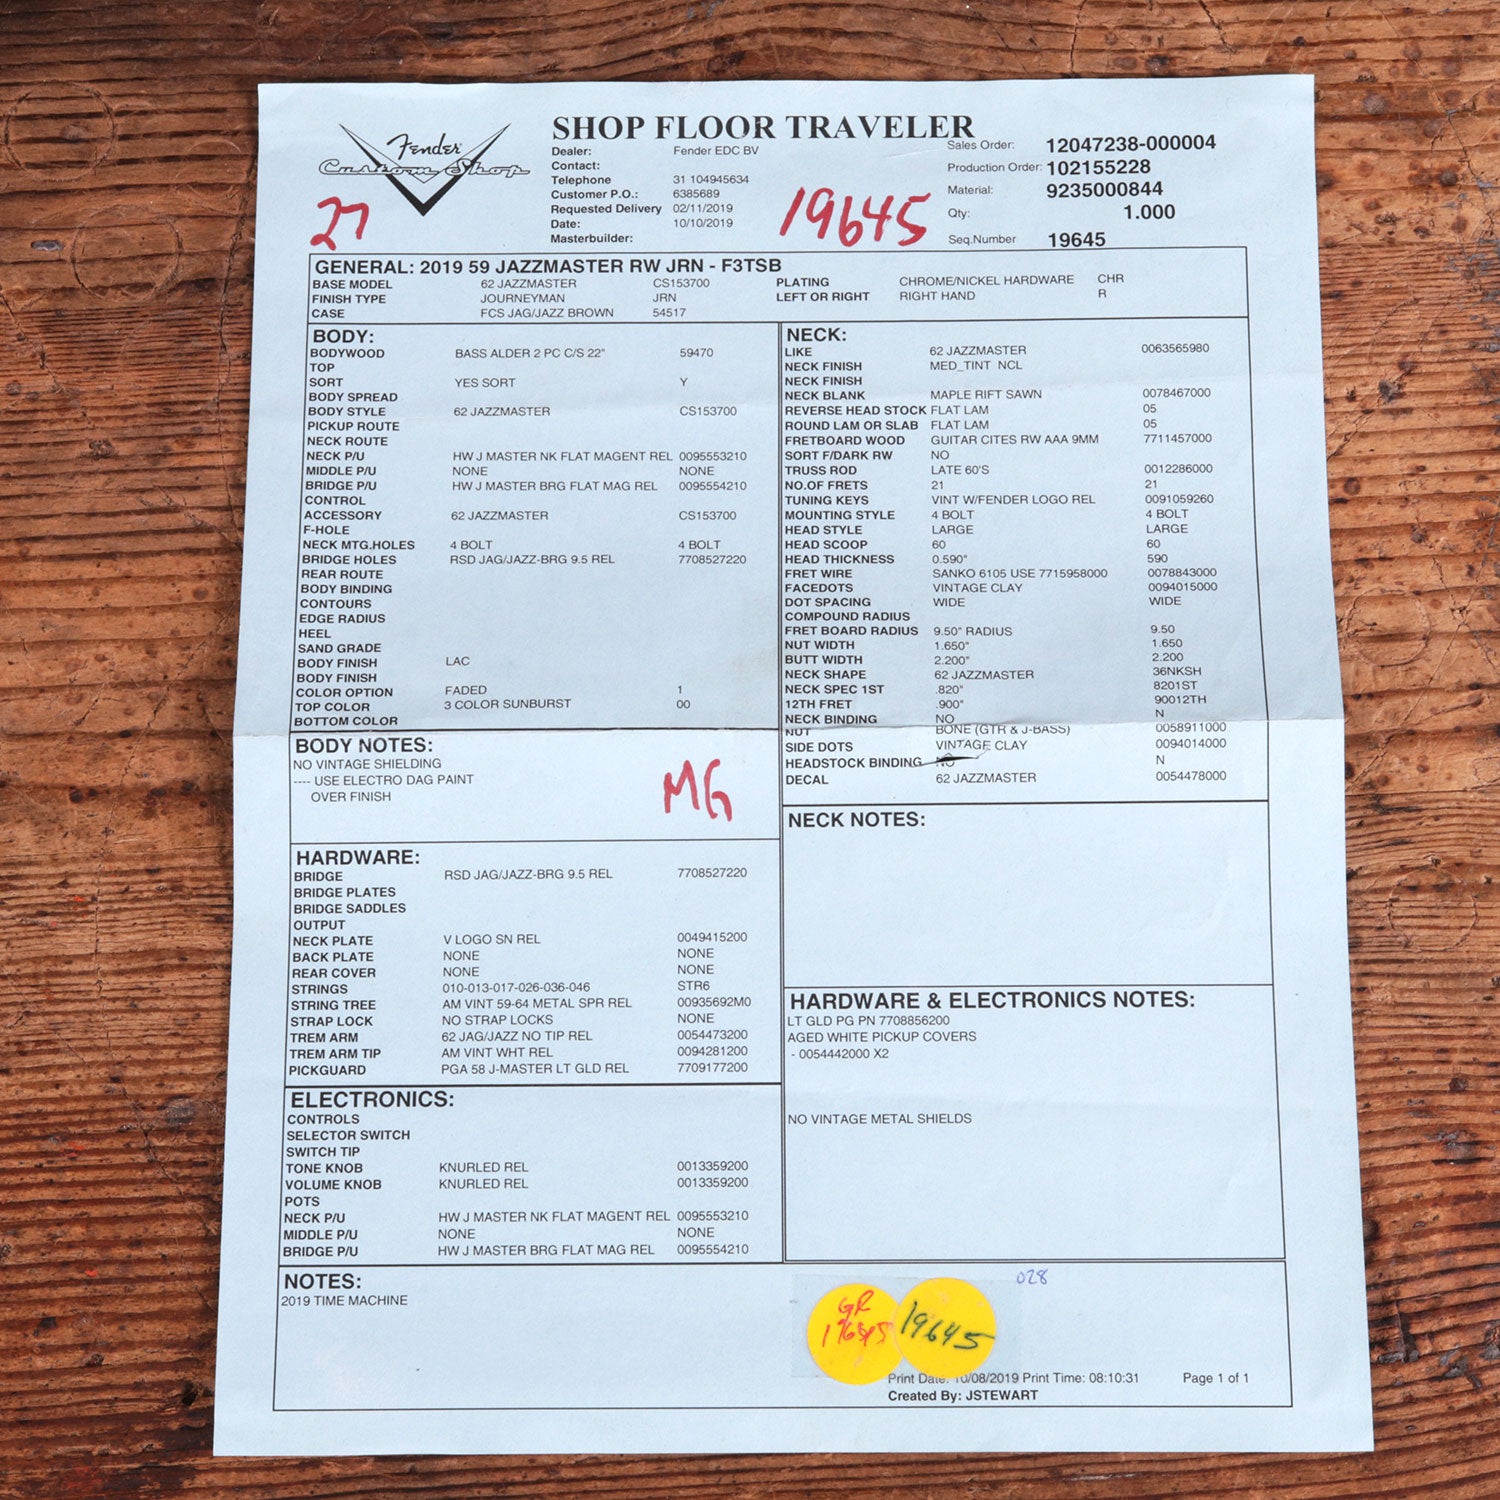 Fender
Custom Shop
SHOP FLOOR TRAVELER
Dealer: Fender EDC BV
Contact:
Telephone 31 104945634
Customer P.O.: 6385689
Requested Delivery 02/11/2019
Date: 10/10/2019
Masterbuilder:
27
19645
Sales Order: 12047238-000004
Production Order: 102155228
Material: 9235000844
Qty: 1.000
Seq.Number 19645
GENERAL: 2019 59 JAZZMASTER RW JRN - F3TSB
BASE MODEL 62 JAZZMASTER CS153700 PLATING CHROME/NICKEL HARDWARE CHR
FINISH TYPE JOURNEYMAN JRN LEFT OR RIGHT RIGHT HAND R
CASE FCS JAG/JAZZ BROWN 54517
BODY:
BODYWOOD BASS ALDER 2 PC C/S 22" 59470
TOP
SORT YES SORT Y
BODY SPREAD
BODY STYLE 62 JAZZMASTER CS153700
PICKUP ROUTE
NECK ROUTE
NECK P/U HW J MASTER NK FLAT MAGENT REL 0095553210
MIDDLE P/U NONE NONE
BRIDGE P/U HW J MASTER BRG FLAT MAG REL 0095554210
CONTROL
ACCESSORY 62 JAZZMASTER CS153700
F-HOLE
NECK MTG.HOLES 4 BOLT 4 BOLT
BRIDGE HOLES RSD JAG/JAZZ-BRG 9.5 REL 7708527220
REAR ROUTE
BODY BINDING
CONTOURS
EDGE RADIUS
HEEL
SAND GRADE
BODY FINISH LAC
BODY FINISH
COLOR OPTION FADED 1
TOP COLOR 3 COLOR SUNBURST 00
BOTTOM COLOR
NECK:
LIKE 62 JAZZMASTER 0063565980
NECK FINISH MED_TINT NCL
NECK FINISH
NECK BLANK MAPLE RIFT SAWN 0078467000
REVERSE HEAD STOCK FLAT LAM 05
ROUND LAM OR SLAB FLAT LAM 05
FRETBOARD WOOD GUITAR CITES RW AAA 9MM 7711457000
SORT F/DARK RW NO
TRUSS ROD LATE 60'S 0012286000
NO.OF FRETS 21 21
TUNING KEYS VINT W/FENDER LOGO REL 0091059260
MOUNTING STYLE 4 BOLT 4 BOLT
HEAD STYLE LARGE LARGE
HEAD SCOOP 60 60
HEAD THICKNESS 0.590" 590
FRET WIRE SANKO 6105 USE 7715958000 0078843000
FACEDOTS VINTAGE CLAY 0094015000
DOT SPACING WIDE WIDE
COMPOUND RADIUS
FRET BOARD RADIUS 9.50" RADIUS 9.50
NUT WIDTH 1.650" 1.650
BUTT WIDTH 2.200" 2.200
NECK SHAPE 62 JAZZMASTER 36NKSH
NECK SPEC 1ST .820" 8201ST
12TH FRET .900" 90012TH
NECK BINDING NO N
NUT BONE (GTR & J-BASS) 0058911000
SIDE DOTS VINTAGE CLAY 0094014000
HEADSTOCK BINDING NO N
DECAL 62 JAZZMASTER 0054478000
BODY NOTES:
NO VINTAGE SHIELDING
---- USE ELECTRO DAG PAINT
OVER FINISH
MG
NECK NOTES:
HARDWARE:
BRIDGE RSD JAG/JAZZ-BRG 9.5 REL 7708527220
BRIDGE PLATES
BRIDGE SADDLES
OUTPUT
NECK PLATE V LOGO SN REL 0049415200
BACK PLATE NONE NONE
REAR COVER NONE NONE
STRINGS 010-013-017-026-036-046 STR6
STRING TREE AM VINT 59-64 METAL SPR REL 00935692M0
STRAP LOCK NO STRAP LOCKS NONE
TREM ARM 62 JAG/JAZZ NO TIP REL 0054473200
TREM ARM TIP AM VINT WHT REL 0094281200
PICKGUARD PGA 58 J-MASTER LT GLD REL 7709177200
HARDWARE & ELECTRONICS NOTES:
LT GLD PG PN 7708856200
AGED WHITE PICKUP COVERS
- 0054442000 X2
NO VINTAGE METAL SHIELDS
ELECTRONICS:
CONTROLS
SELECTOR SWITCH
SWITCH TIP
TONE KNOB KNURLED REL 0013359200
VOLUME KNOB KNURLED REL 0013359200
POTS
NECK P/U HW J MASTER NK FLAT MAGENT REL 0095553210
MIDDLE P/U NONE NONE
BRIDGE P/U HW J MASTER BRG FLAT MAG REL 0095554210
NOTES:
2019 TIME MACHINE
028
GR
19645
19645
Print Date: 10/08/2019 Print Time: 08:10:31 Page 1 of 1
Created By: JSTEWART